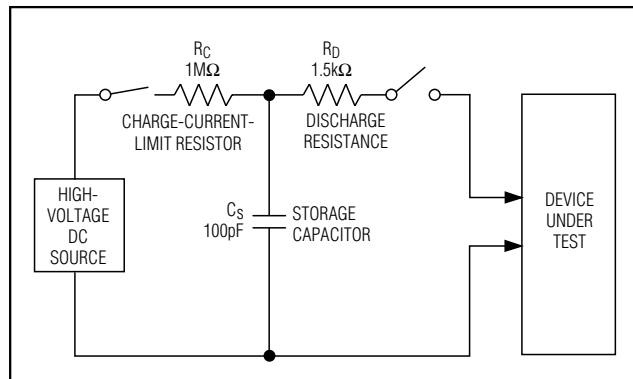 R_C
1MΩ
CHARGE-CURRENT-
LIMIT RESISTOR
R_D
1.5kΩ
DISCHARGE
RESISTANCE
HIGH-
VOLTAGE
DC
SOURCE
C_S
100pF
STORAGE
CAPACITOR
DEVICE
UNDER
TEST